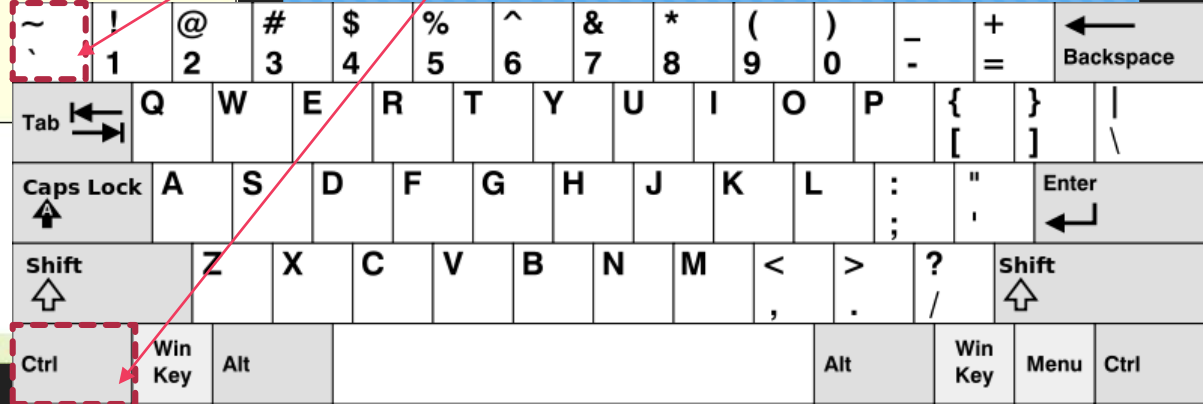 ~ ! @ # $ % ^ & * ( ) _ +
` 1 2 3 4 5 6 7 8 9 0 - = Backspace
Tab Q W E R T Y U I O P { } |
[ ] \
Caps Lock A S D F G H J K L : " Enter
A ; '
Shift Z X C V B N M < > ? Shift
, . /
Ctrl Win Key Alt Alt Win Key Menu Ctrl